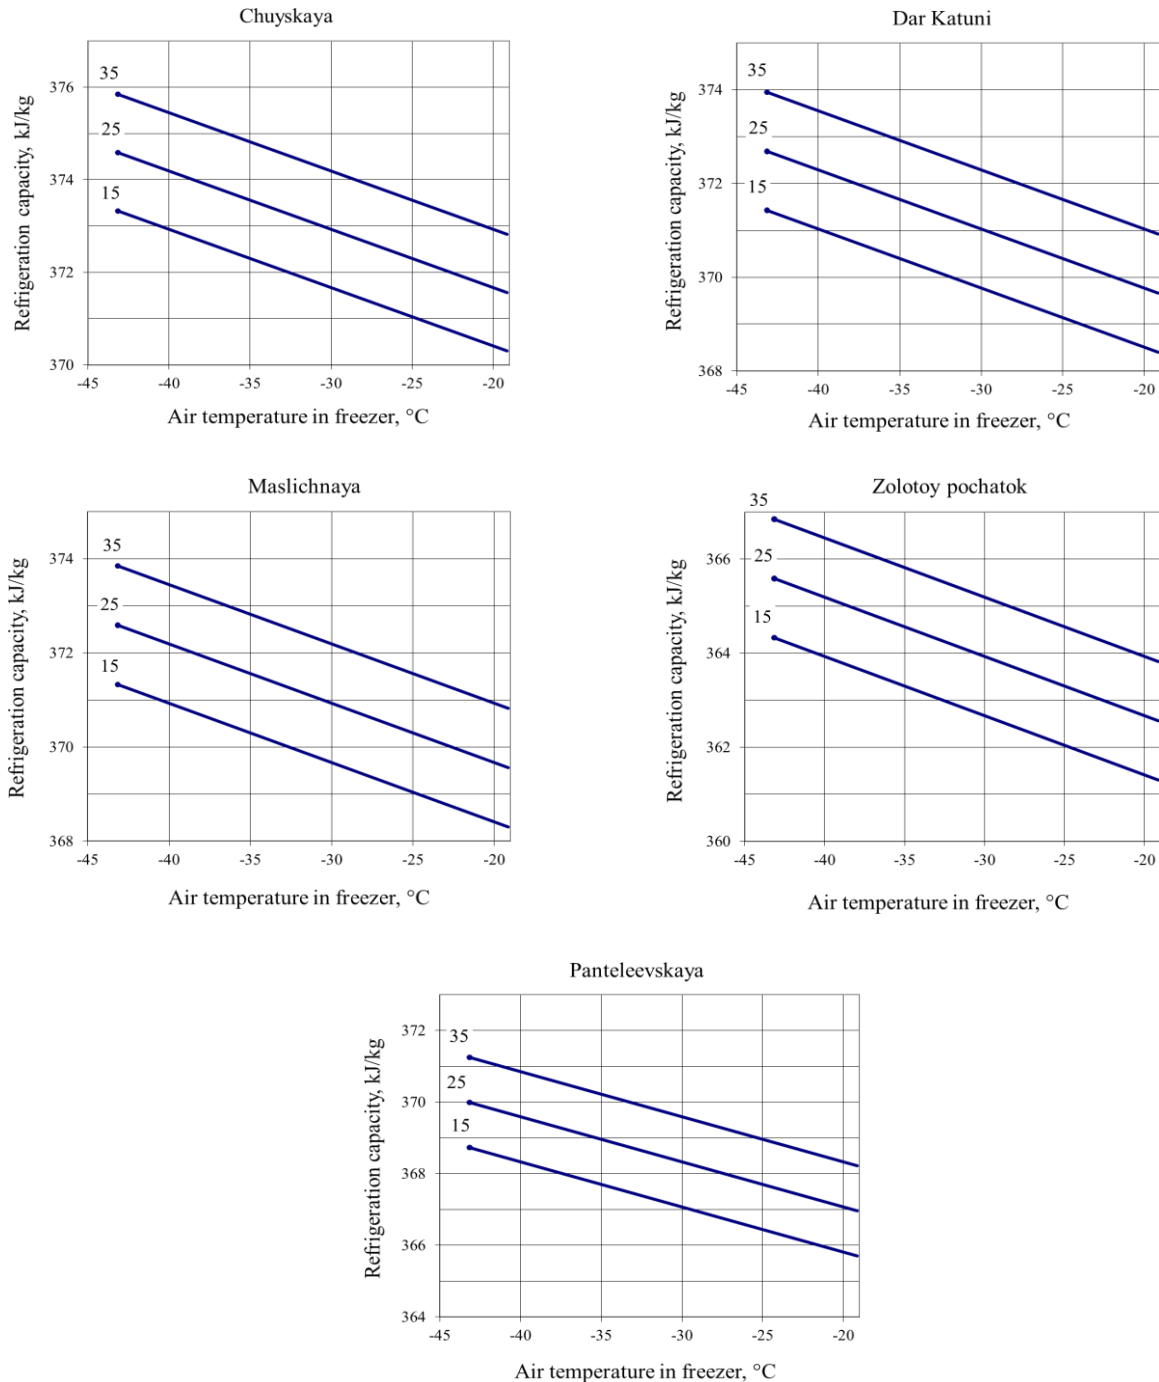 Chuyskaya
Refrigeration capacity, kJ/kg
376
374
372
370
35
25
15
-45 -40 -35 -30 -25 -20
Air temperature in freezer, °C
Dar Katuni
Refrigeration capacity, kJ/kg
374
372
370
368
35
25
15
-45 -40 -35 -30 -25 -20
Air temperature in freezer, °C
Maslichnaya
Refrigeration capacity, kJ/kg
374
372
370
368
35
25
15
-45 -40 -35 -30 -25 -20
Air temperature in freezer, °C
Zolotoy pochatok
Refrigeration capacity, kJ/kg
366
364
362
360
35
25
15
-45 -40 -35 -30 -25 -20
Air temperature in freezer, °C
Panteleevskaya
Refrigeration capacity, kJ/kg
372
370
368
366
364
35
25
15
-45 -40 -35 -30 -25 -20
Air temperature in freezer, °C